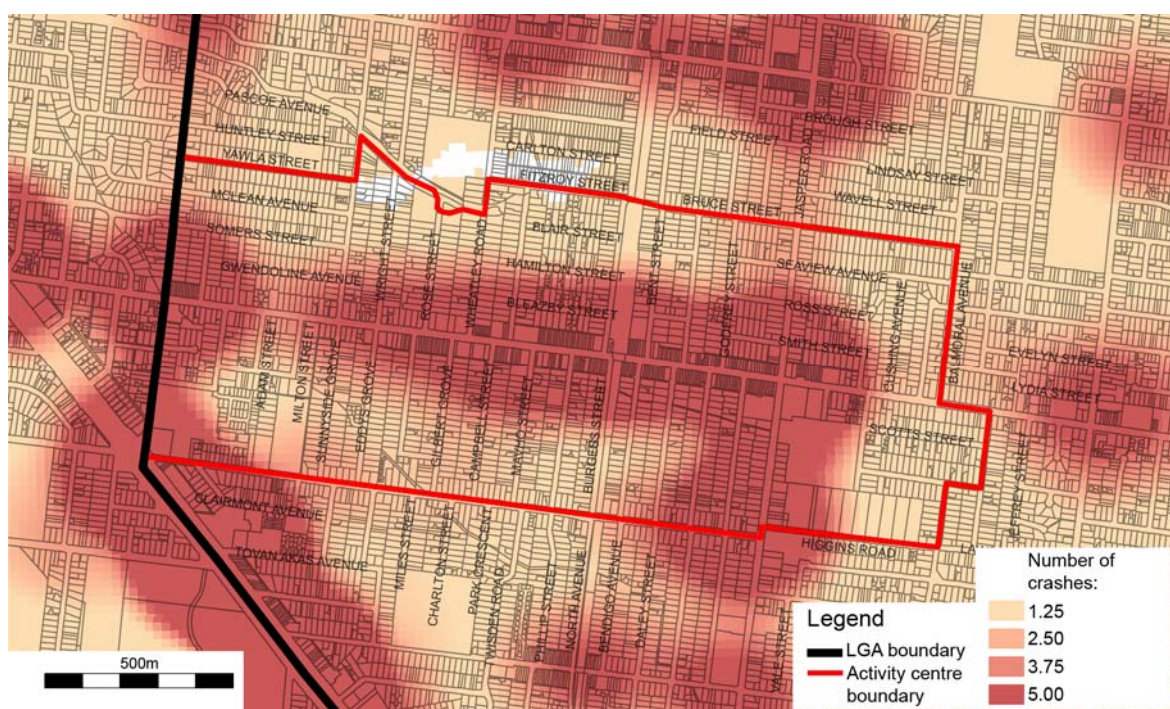 PASCOE AVENUE
HUNTLEY STREET
YAWLA STREET
MCLEAN AVENUE
SOMERS STREET
GWENDOLINE AVENUE
WRIGHT STREET
ROSE STREET
WHEATLEY ROAD
CARLTON STREET
FITZROY STREET
BLAIR STREET
HAMILTON STREET
BLEAZBY STREET
BENT STREET
FIELD STREET
BROUGH STREET
JASPER ROAD
LINDSAY STREET
WAVELL STREET
BRUCE STREET
SEAVIEW AVENUE
ROSS STREET
SMITH STREET
GODFREY STREET
CUSHING AVENUE
BALMORAL AVENUE
EVELYN STREET
LYDIA STREET
SCOTTS STREET
JEFFREY STREET
ADAM STREET
MILTON STREET
SUNNYSIDE GROVE
EDDYS GROVE
GILBERT GROVE
CAMPBELL STREET
MAVHO STREET
BURGESS STREET
CLAIRMONT AVENUE
TOVAN AKAS AVENUE
MILES STREET
CHARLTON STREET
PARK CRESCENT
TWISDEN ROAD
PHILLIP STREET
NORTH AVENUE
BENDIGO AVENUE
DALEY STREET
VALE STREET
HIGGINS ROAD
500m
Legend
LGA boundary
Activity centre
boundary
Number of
crashes:
1.25
2.50
3.75
5.00